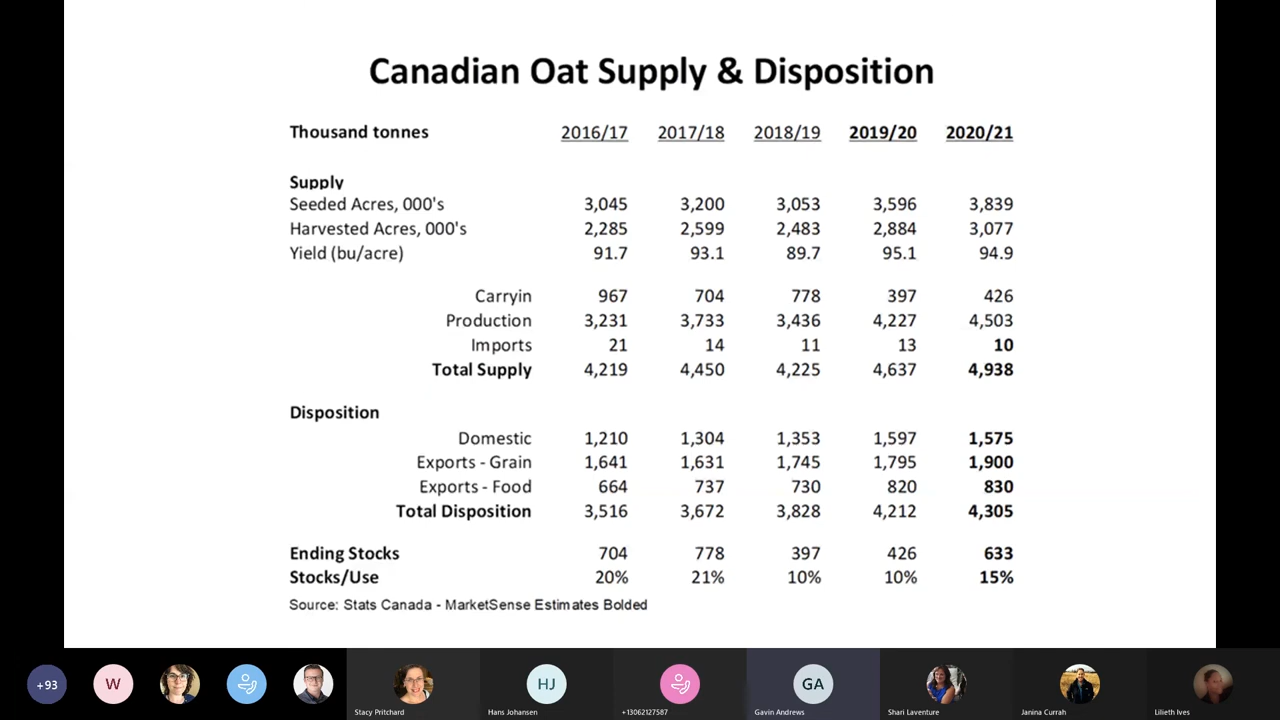 Canadian Oat Supply & Disposition
Thousand tonnes 2016/17 2017/18 2018/19 2019/20 2020/21
Supply
Seeded Acres, 000's 3,045 3,200 3,053 3,596 3,839
Harvested Acres, 000's 2,285 2,599 2,483 2,884 3,077
Yield (bu/acre) 91.7 93.1 89.7 95.1 94.9
Carryin 967 704 778 397 426
Production 3,231 3,733 3,436 4,227 4,503
Imports 21 14 11 13 10
Total Supply 4,219 4,450 4,225 4,637 4,938
Disposition
Domestic 1,210 1,304 1,353 1,597 1,575
Exports - Grain 1,641 1,631 1,745 1,795 1,900
Exports - Food 664 737 730 820 830
Total Disposition 3,516 3,672 3,828 4,212 4,305
Ending Stocks 704 778 397 426 633
Stocks/Use 20% 21% 10% 10% 15%
Source: Stats Canada - MarketSense Estimates Bolded
+93 W HJ GA
Stacy Pritchard Hans Johansen +13062127587 Gavin Andrews Shari Laventure Janina Currah Lilieth Ives